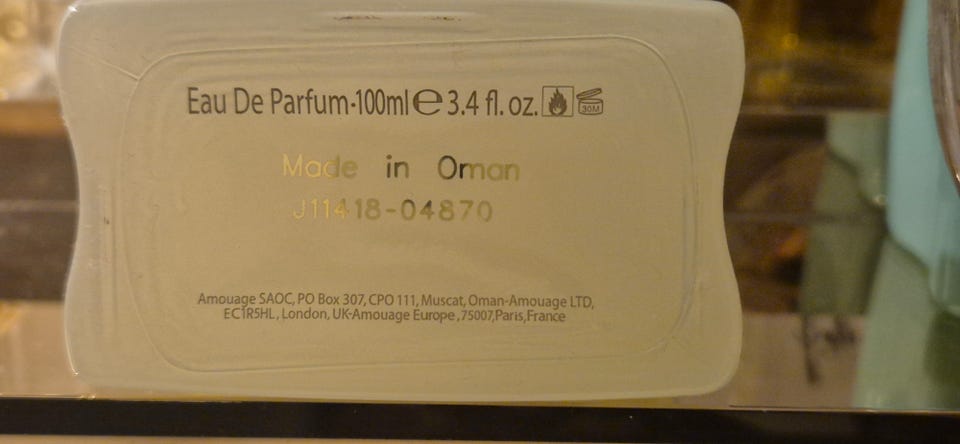 Eau De Parfum·100ml℮3.4 fl. oz. 30M
Made in Oman
J11418-04870
Amouage SAOC, PO Box 307, CPO 111, Muscat, Oman-Amouage LTD,
EC1R5HL, London, UK-Amouage Europe, 75007, Paris, France